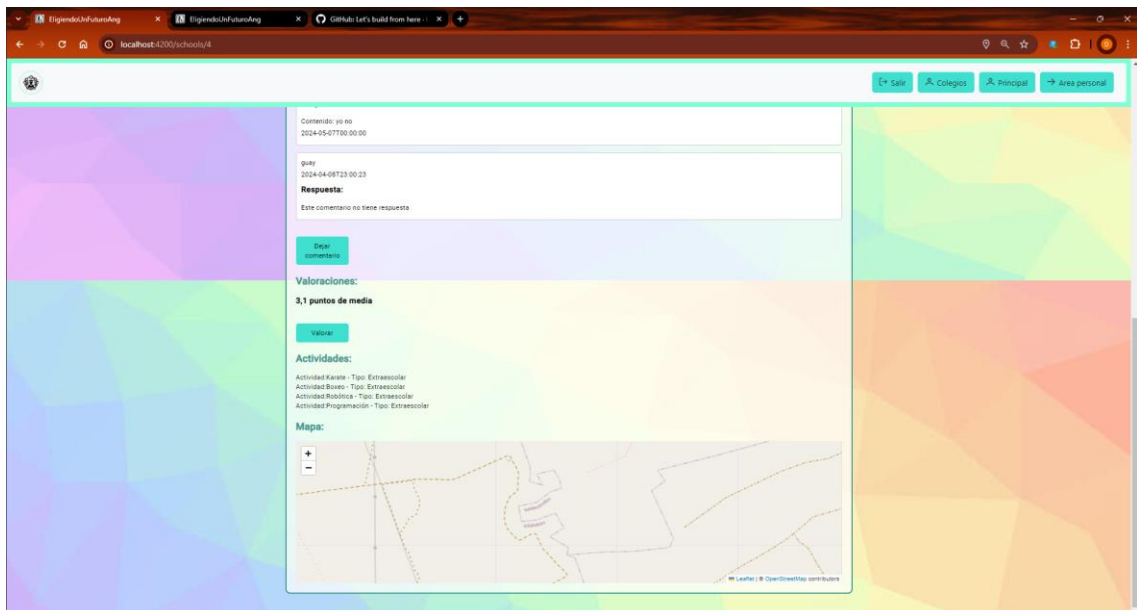 EligiendoUnFuturoAng
EligiendoUnFuturoAng
GitHub: Let's build from here ·
localhost:4200/schools/4
Salir
Colegios
Principal
Area personal
Contenido: yo no
2024-05-07T00:00:00
guay
2024-04-08T23:00:23
Respuesta:
Este comentario no tiene respuesta
Dejar
comentario
Valoraciones:
3,1 puntos de media
Valorar
Actividades:
Actividad:Karate - Tipo: Extraescolar
Actividad:Boxeo - Tipo: Extraescolar
Actividad:Robótica - Tipo: Extraescolar
Actividad:Programación - Tipo: Extraescolar
Mapa:
+
−
Leaflet | © OpenStreetMap contributors